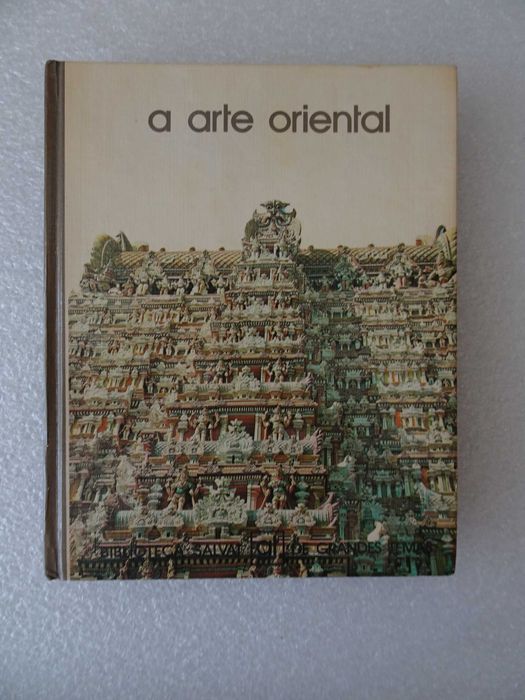 a arte oriental
BIBLIOTECA SALVAT DE GRANDES TEMAS